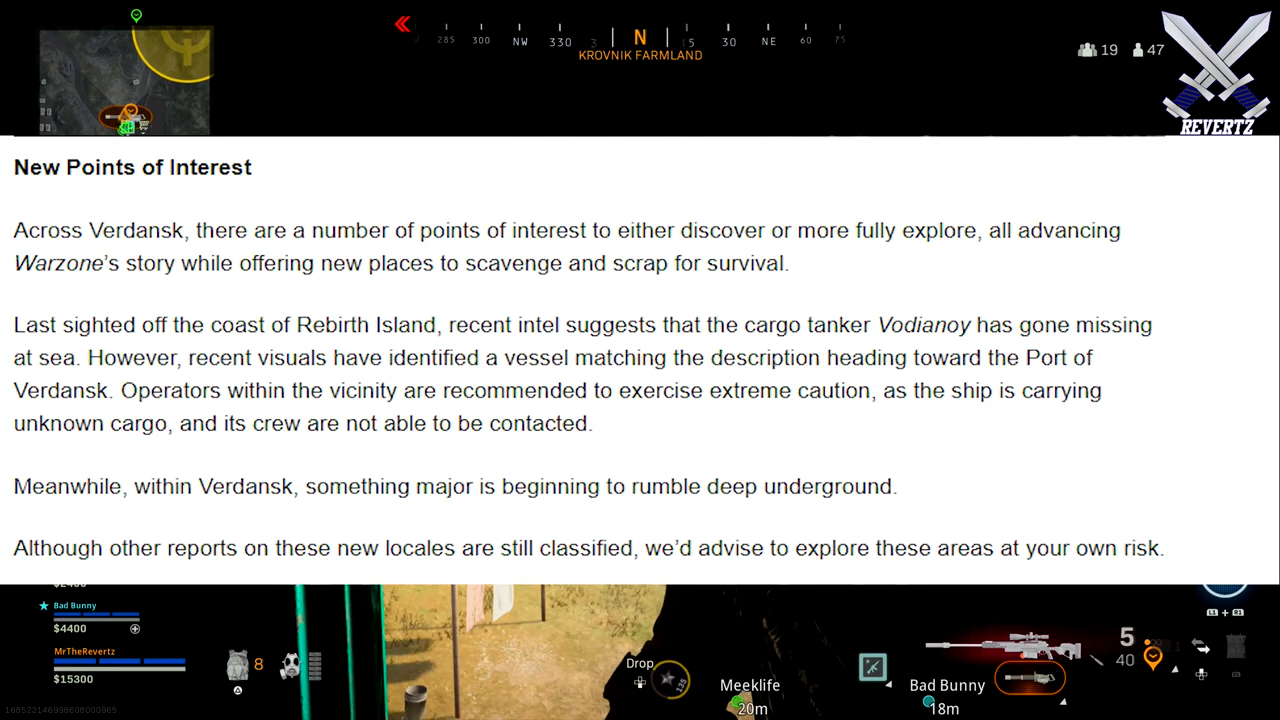 285 300 NW 330 3 N 15 30 NE 60 75
KROVNIK FARMLAND
19 47
REVERTZ
New Points of Interest
Across Verdansk, there are a number of points of interest to either discover or more fully explore, all advancing
Warzone's story while offering new places to scavenge and scrap for survival.
Last sighted off the coast of Rebirth Island, recent intel suggests that the cargo tanker Vodianoy has gone missing
at sea. However, recent visuals have identified a vessel matching the description heading toward the Port of
Verdansk. Operators within the vicinity are recommended to exercise extreme caution, as the ship is carrying
unknown cargo, and its crew are not able to be contacted.
Meanwhile, within Verdansk, something major is beginning to rumble deep underground.
Although other reports on these new locales are still classified, we'd advise to explore these areas at your own risk.
Bad Bunny
$4400
MrTheRevertz
$15300
8
Drop
135
Meeklife
20m
Bad Bunny
18m
L1 + R1
5
40
168522146998608000965